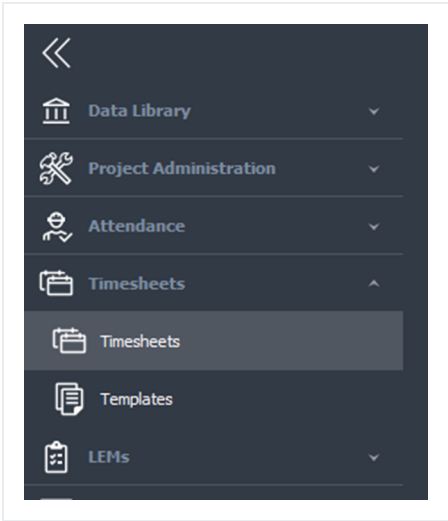 Data Library
Project Administration
Attendance
Timesheets
Timesheets
Templates
LEMs